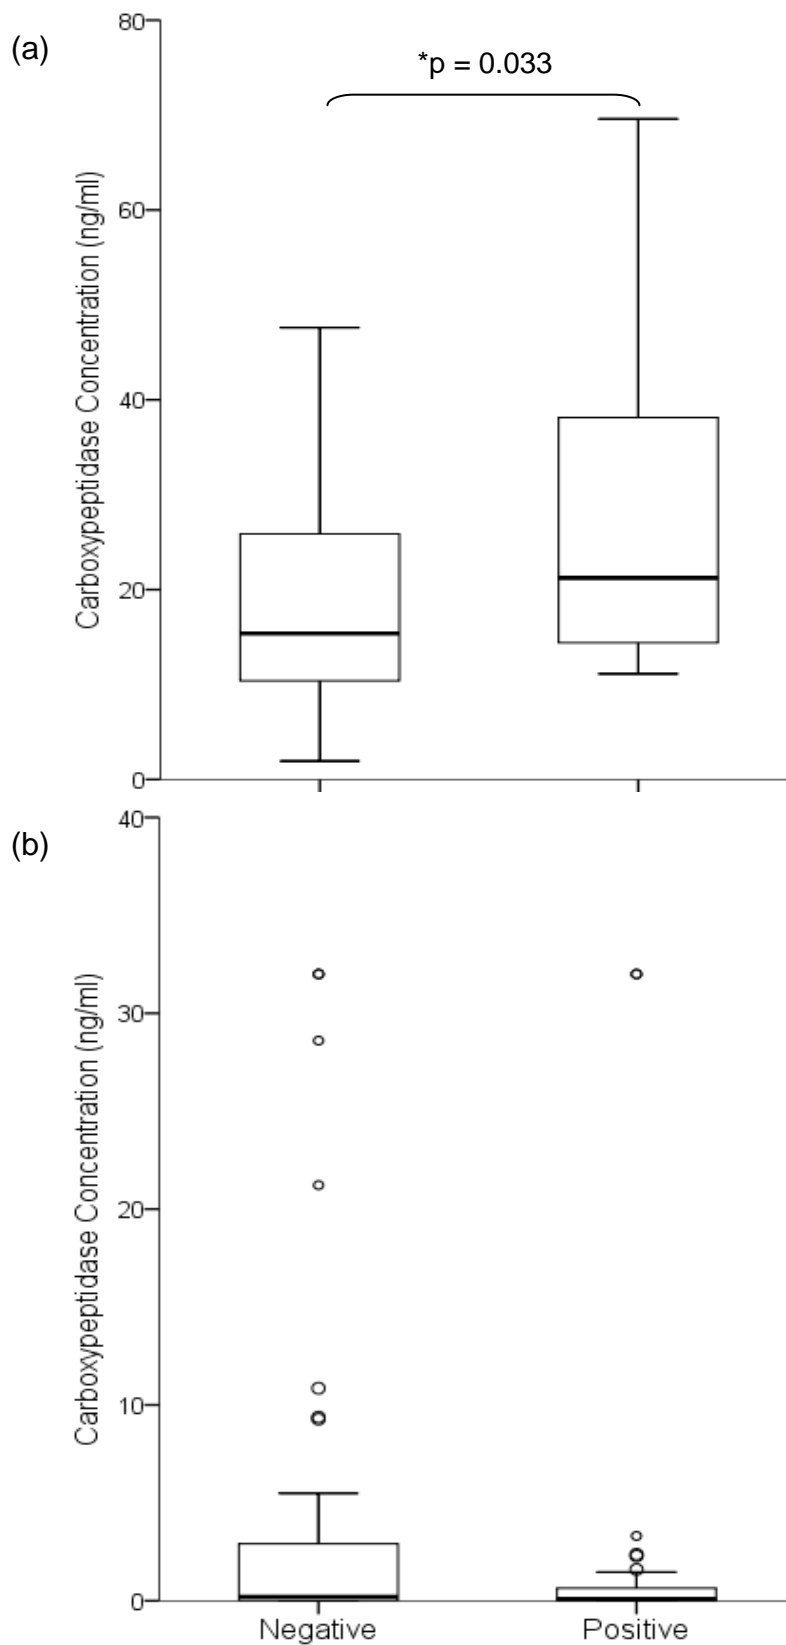 (a)
80
*p = 0.033
60
40
20
0
Carboxypeptidase Concentration (ng/ml)
(b)
40
30
20
10
0
Carboxypeptidase Concentration (ng/ml)
Negative Positive